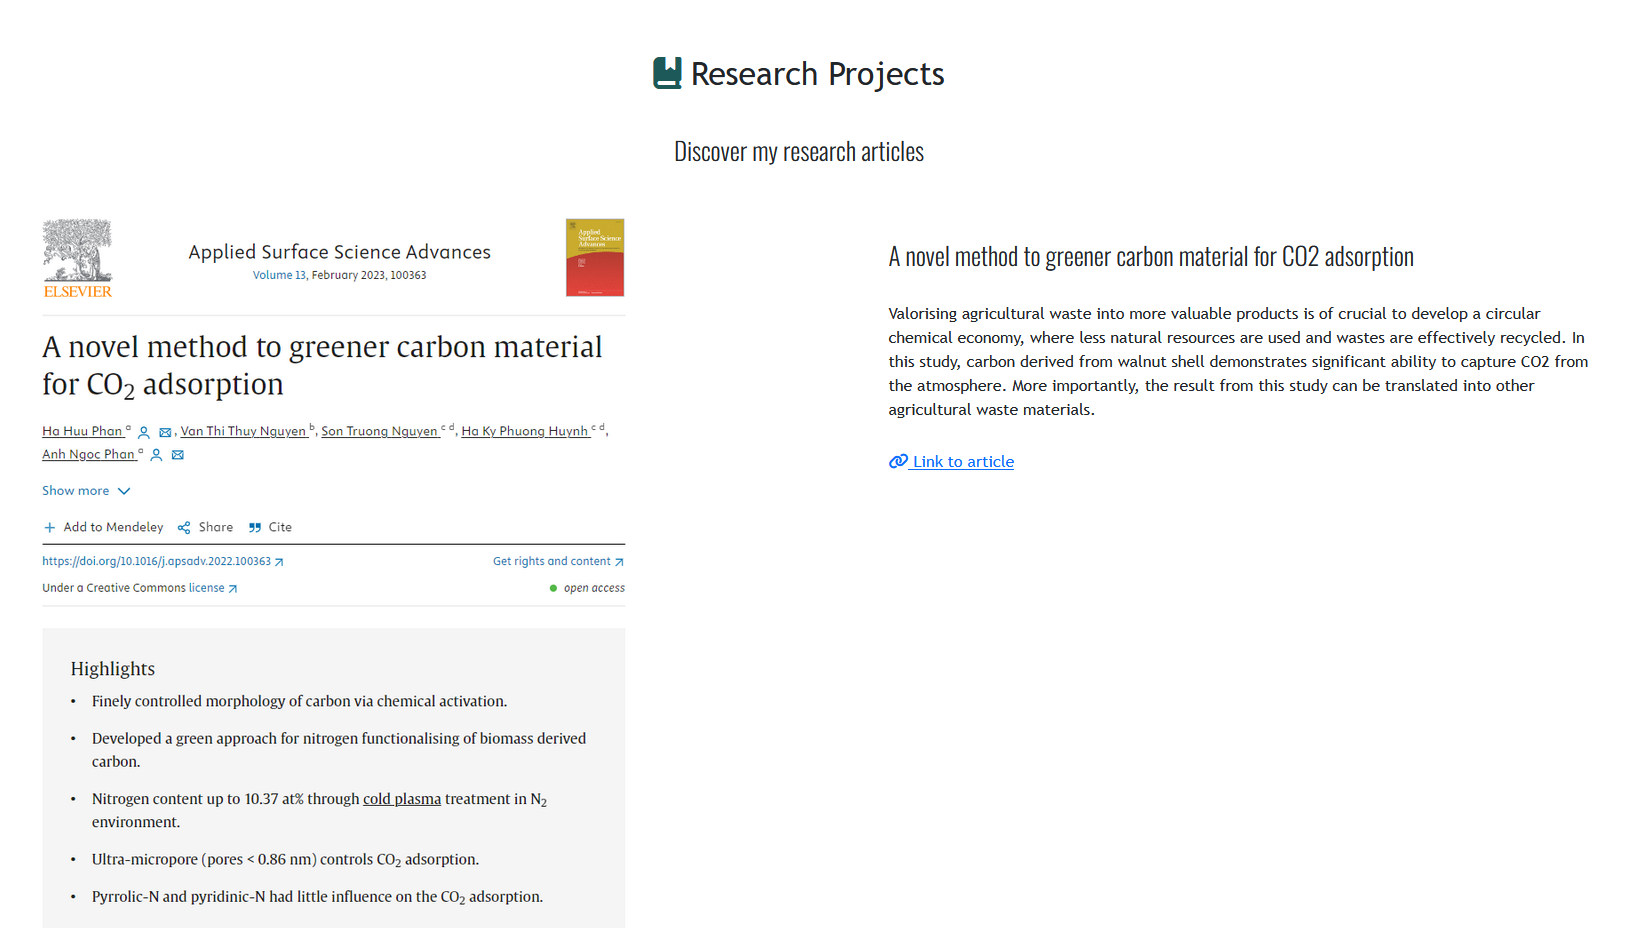 Research Projects
Discover my research articles
ELSEVIER
Applied Surface Science Advances
Volume 13, February 2023, 100363
Applied
Surface Science
Advances
A novel method to greener carbon material
for CO₂ adsorption
Ha Huu Phan ᵃ, Van Thi Thuy Nguyen ᵇ, Son Truong Nguyen ᶜ ᵈ, Ha Ky Phuong Huynh ᶜ ᵈ,
Anh Ngoc Phan ᵃ
Show more
Add to Mendeley Share Cite
https://doi.org/10.1016/j.apsadv.2022.100363 Get rights and content
Under a Creative Commons license open access
Highlights
• Finely controlled morphology of carbon via chemical activation.
• Developed a green approach for nitrogen functionalising of biomass derived
carbon.
• Nitrogen content up to 10.37 at% through cold plasma treatment in N₂
environment.
• Ultra-micropore (pores < 0.86 nm) controls CO₂ adsorption.
• Pyrrolic-N and pyridinic-N had little influence on the CO₂ adsorption.
A novel method to greener carbon material for CO2 adsorption
Valorising agricultural waste into more valuable products is of crucial to develop a circular
chemical economy, where less natural resources are used and wastes are effectively recycled. In
this study, carbon derived from walnut shell demonstrates significant ability to capture CO2 from
the atmosphere. More importantly, the result from this study can be translated into other
agricultural waste materials.
Link to article